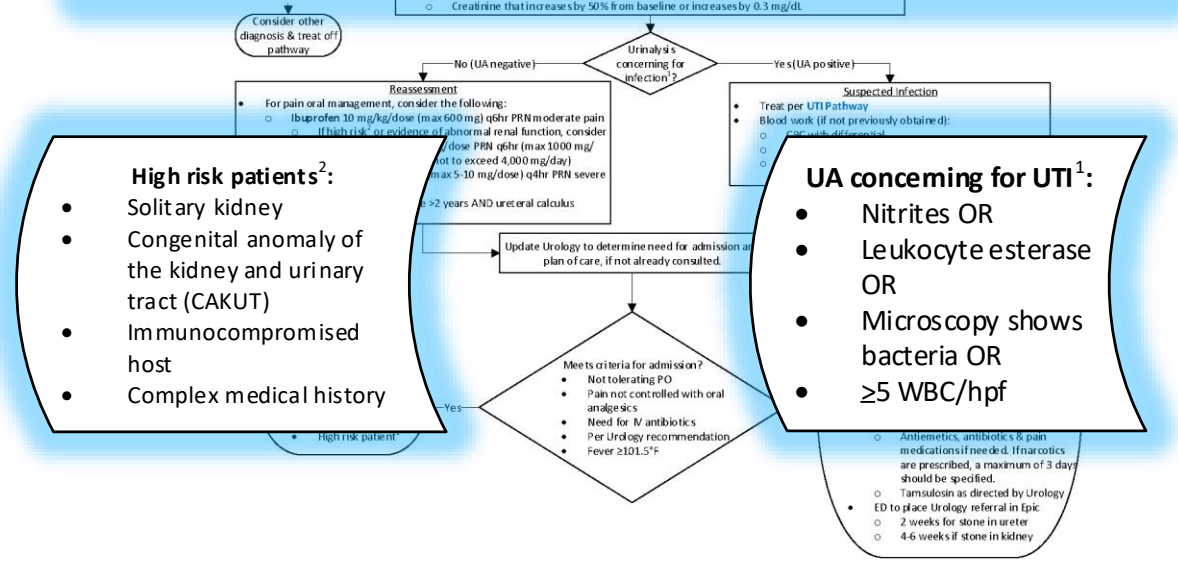 ○ Creatinine that increases by 50% from baseline or increases by 0.3 mg/dL
Consider other
diagnosis & treat off
pathway
Urinalysis
concerning for
infection¹?
No (UA negative)
Yes (UA positive)
Reassessment
• For pain oral management, consider the following:
○ Ibuprofen 10 mg/kg/dose (max 600 mg) q6hr PRN moderate pain
○ If high risk² or evidence of abnormal renal function, consider
/dose PRN q6hr (max 1000 mg/
not to exceed 4,000 mg/day)
max 5-10 mg/dose) q4hr PRN severe
>2 years AND ureteral calculus
Suspected Infection
• Treat per UTI Pathway
• Blood work (if not previously obtained):
○ CBC with differential
○
○
High risk patients²:
• Solitary kidney
• Congenital anomaly of
the kidney and urinary
tract (CAKUT)
• Immunocompromised
host
• Complex medical history
UA concerning for UTI¹:
• Nitrites OR
• Leukocyte esterase
OR
• Microscopy shows
bacteria OR
• ≥5 WBC/hpf
Update Urology to determine need for admission
plan of care, if not already consulted.
Meets criteria for admission?
• Not tolerating PO
• Pain not controlled with oral
analgesics
• Need for IV antibiotics
• Per Urology recommendation
• Fever ≥101.5°F
Yes
• High risk patient²
○ Antiemetics, antibiotics & pain
medications if needed. If narcotics
are prescribed, a maximum of 3 days
should be specified.
○ Tamsulosin as directed by Urology
• ED to place Urology referral in Epic
○ 2 weeks for stone in ureter
○ 4-6 weeks if stone in kidney